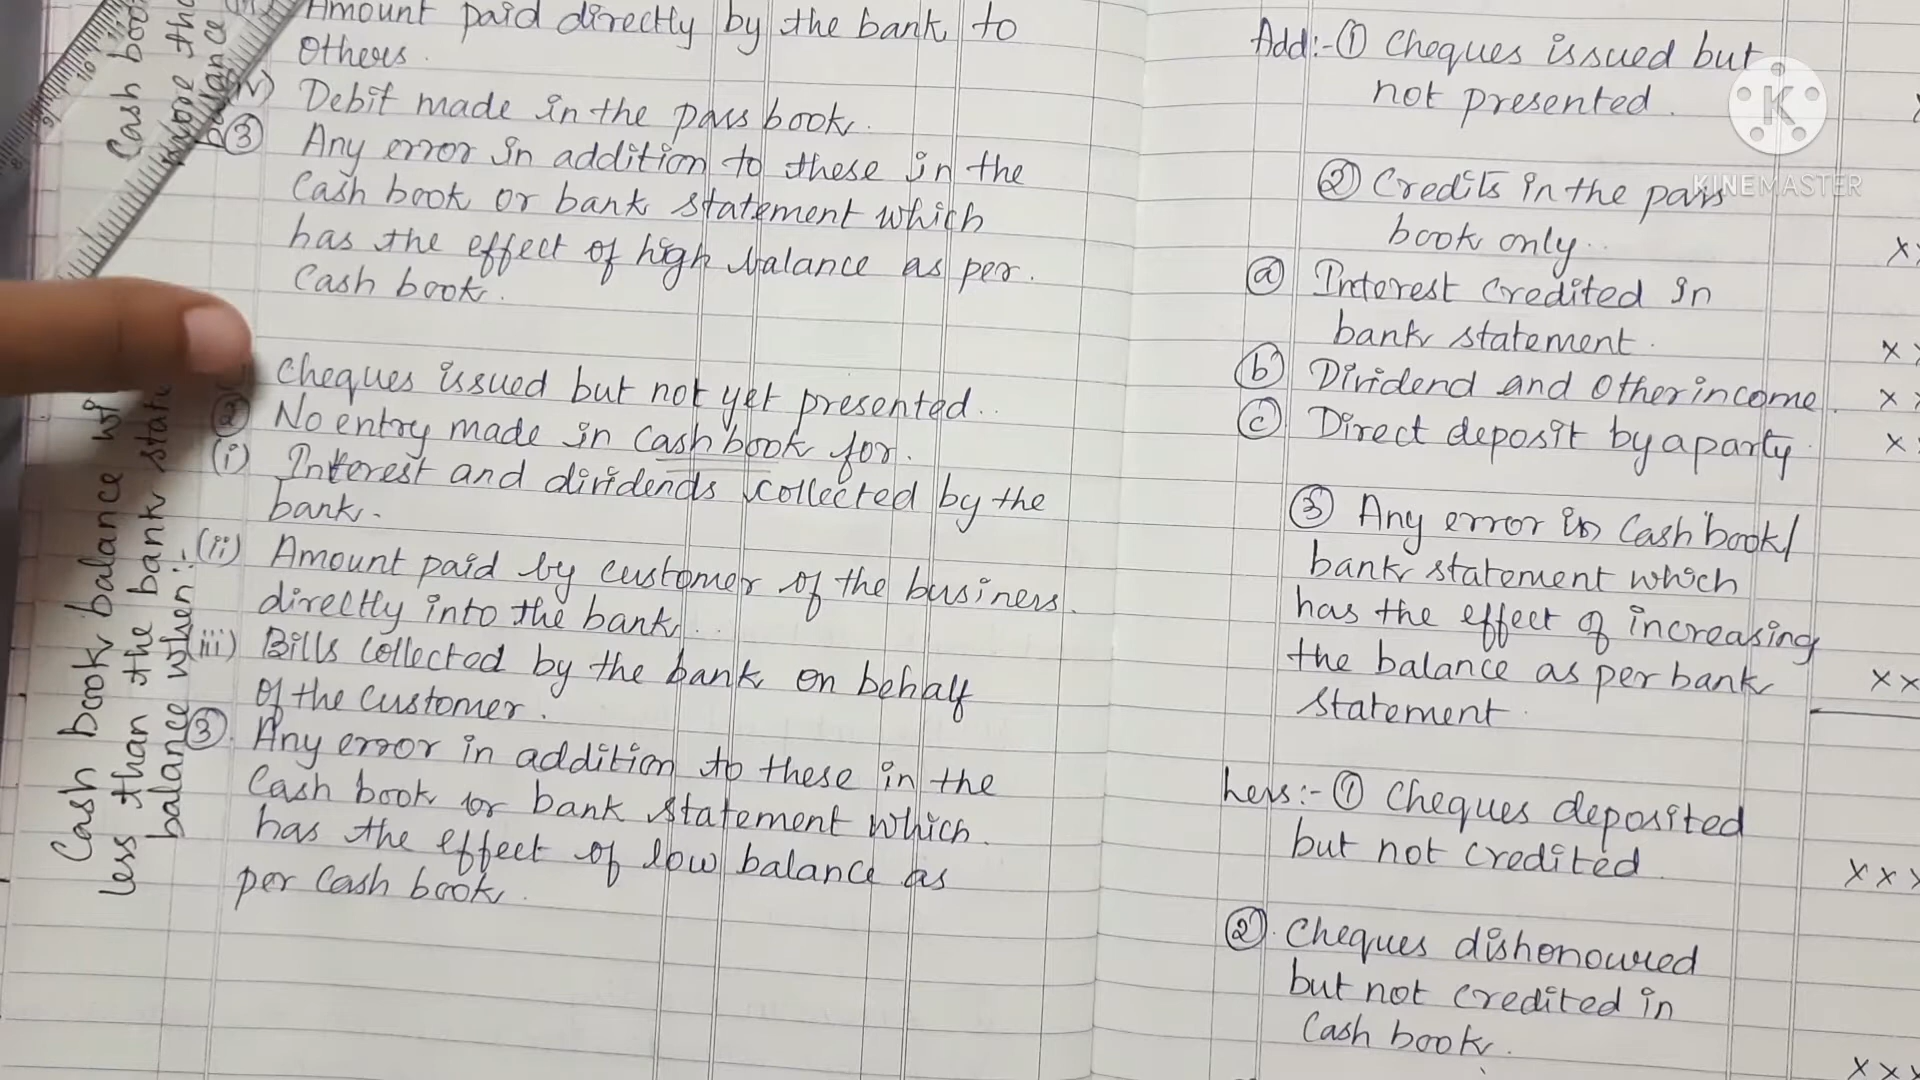 Cash boo
more tha
balance
Amount paid directly by the bank to
others.
Debit made in the pass book.
③ Any error in addition to these in the
Cash book or bank statement which
has the effect of high balance as per.
Cash book.
Cash book balance wi
less than the bank state
balance when:
Cheques issued but not yet presented..
② No entry made in cash book for.
(i) Interest and dividends collected by the
bank.
(ii) Amount paid by customer of the business.
directly into the bank..
(iii) Bills collected by the bank on behalf
of the customer.
③. Any error in addition to these in the
Cash book or bank statement which.
has the effect of low balance as
per Cash book.
Add:-① Cheques issued but
not presented.
② Credits in the pass
book only..
ⓐ Interest credited in
bank statement.
ⓑ Dividend and other income.
ⓒ Direct deposit by a party.
③ Any error in Cash book/
bank statement which
has the effect of increasing
the balance as per bank
statement.
xx
Less:-① Cheques deposited
but not credited.
xxx
②. Cheques dishonoured
but not credited in
Cash book.
xxx
K
KINEMASTER